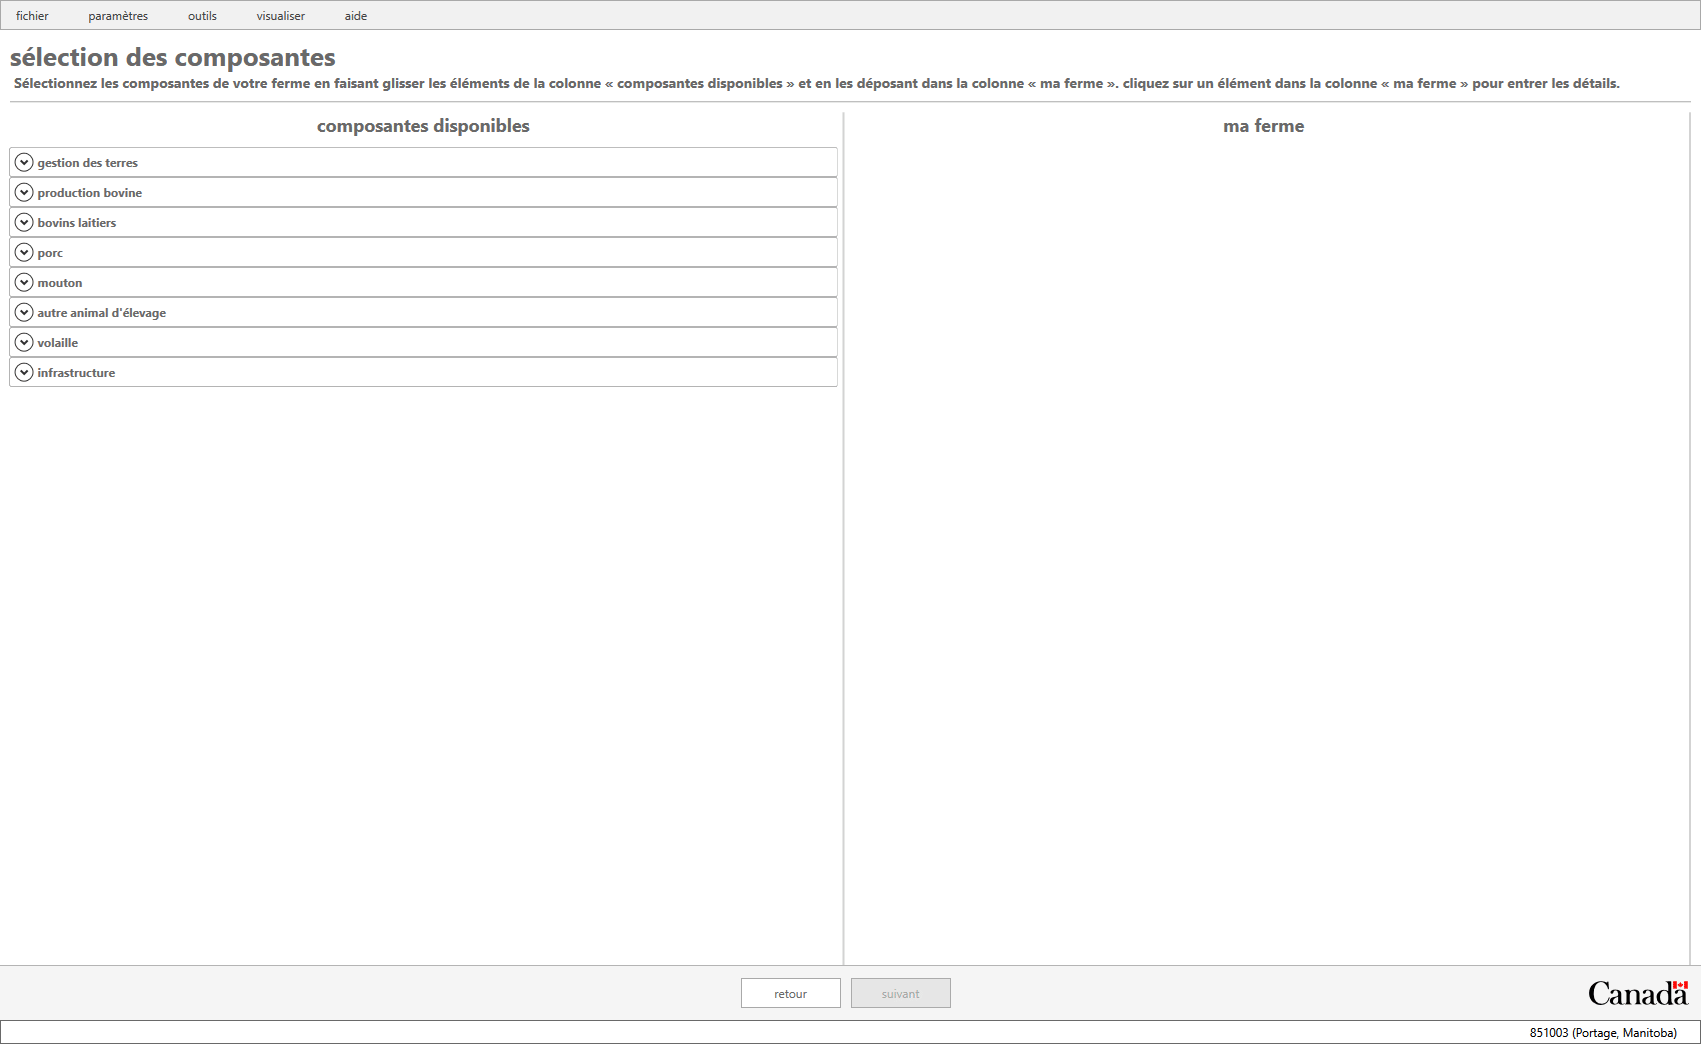 fichier paramètres outils visualiser aide
sélection des composantes
Sélectionnez les composantes de votre ferme en faisant glisser les éléments de la colonne « composantes disponibles » et en les déposant dans la colonne « ma ferme ». cliquez sur un élément dans la colonne « ma ferme » pour entrer les détails.
composantes disponibles
gestion des terres
production bovine
bovins laitiers
porc
mouton
autre animal d'élevage
volaille
infrastructure
ma ferme
retour suivant
Canada
851003 (Portage, Manitoba)